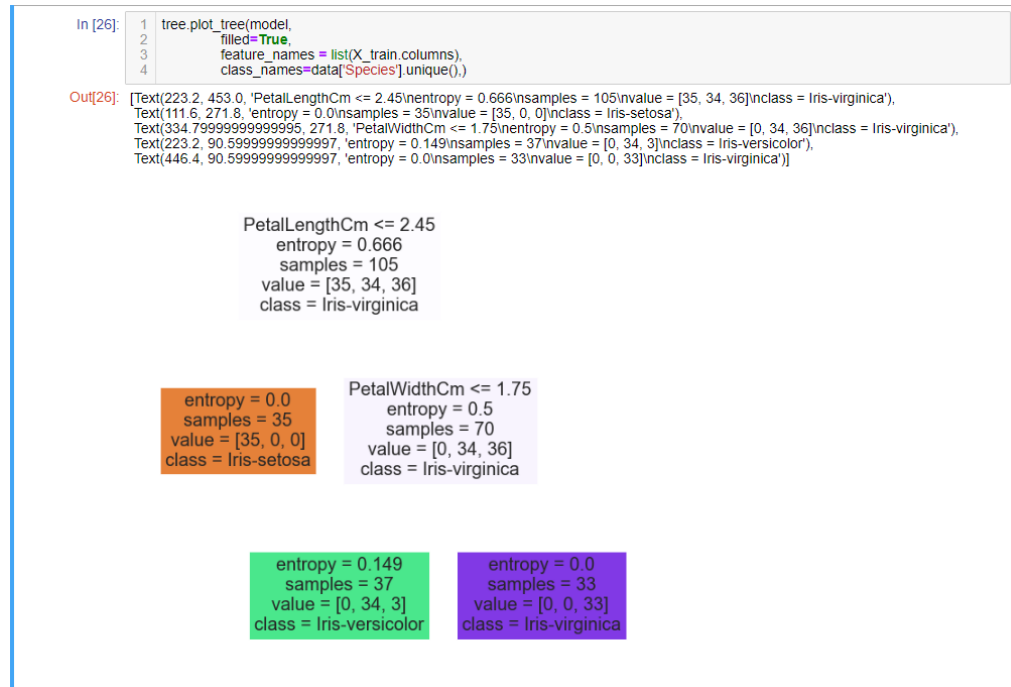 In [26]:
1 tree.plot_tree(model,
2 filled=True,
3 feature_names = list(X_train.columns),
4 class_names=data['Species'].unique(),)
Out[26]: [Text(223.2, 453.0, 'PetalLengthCm <= 2.45\nentropy = 0.666\nsamples = 105\nvalue = [35, 34, 36]\nclass = Iris-virginica'),
Text(111.6, 271.8, 'entropy = 0.0\nsamples = 35\nvalue = [35, 0, 0]\nclass = Iris-setosa'),
Text(334.79999999999995, 271.8, 'PetalWidthCm <= 1.75\nentropy = 0.5\nsamples = 70\nvalue = [0, 34, 36]\nclass = Iris-virginica'),
Text(223.2, 90.59999999999997, 'entropy = 0.149\nsamples = 37\nvalue = [0, 34, 3]\nclass = Iris-versicolor'),
Text(446.4, 90.59999999999997, 'entropy = 0.0\nsamples = 33\nvalue = [0, 0, 33]\nclass = Iris-virginica')]
PetalLengthCm <= 2.45
entropy = 0.666
samples = 105
value = [35, 34, 36]
class = Iris-virginica
entropy = 0.0
samples = 35
value = [35, 0, 0]
class = Iris-setosa
PetalWidthCm <= 1.75
entropy = 0.5
samples = 70
value = [0, 34, 36]
class = Iris-virginica
entropy = 0.149
samples = 37
value = [0, 34, 3]
class = Iris-versicolor
entropy = 0.0
samples = 33
value = [0, 0, 33]
class = Iris-virginica